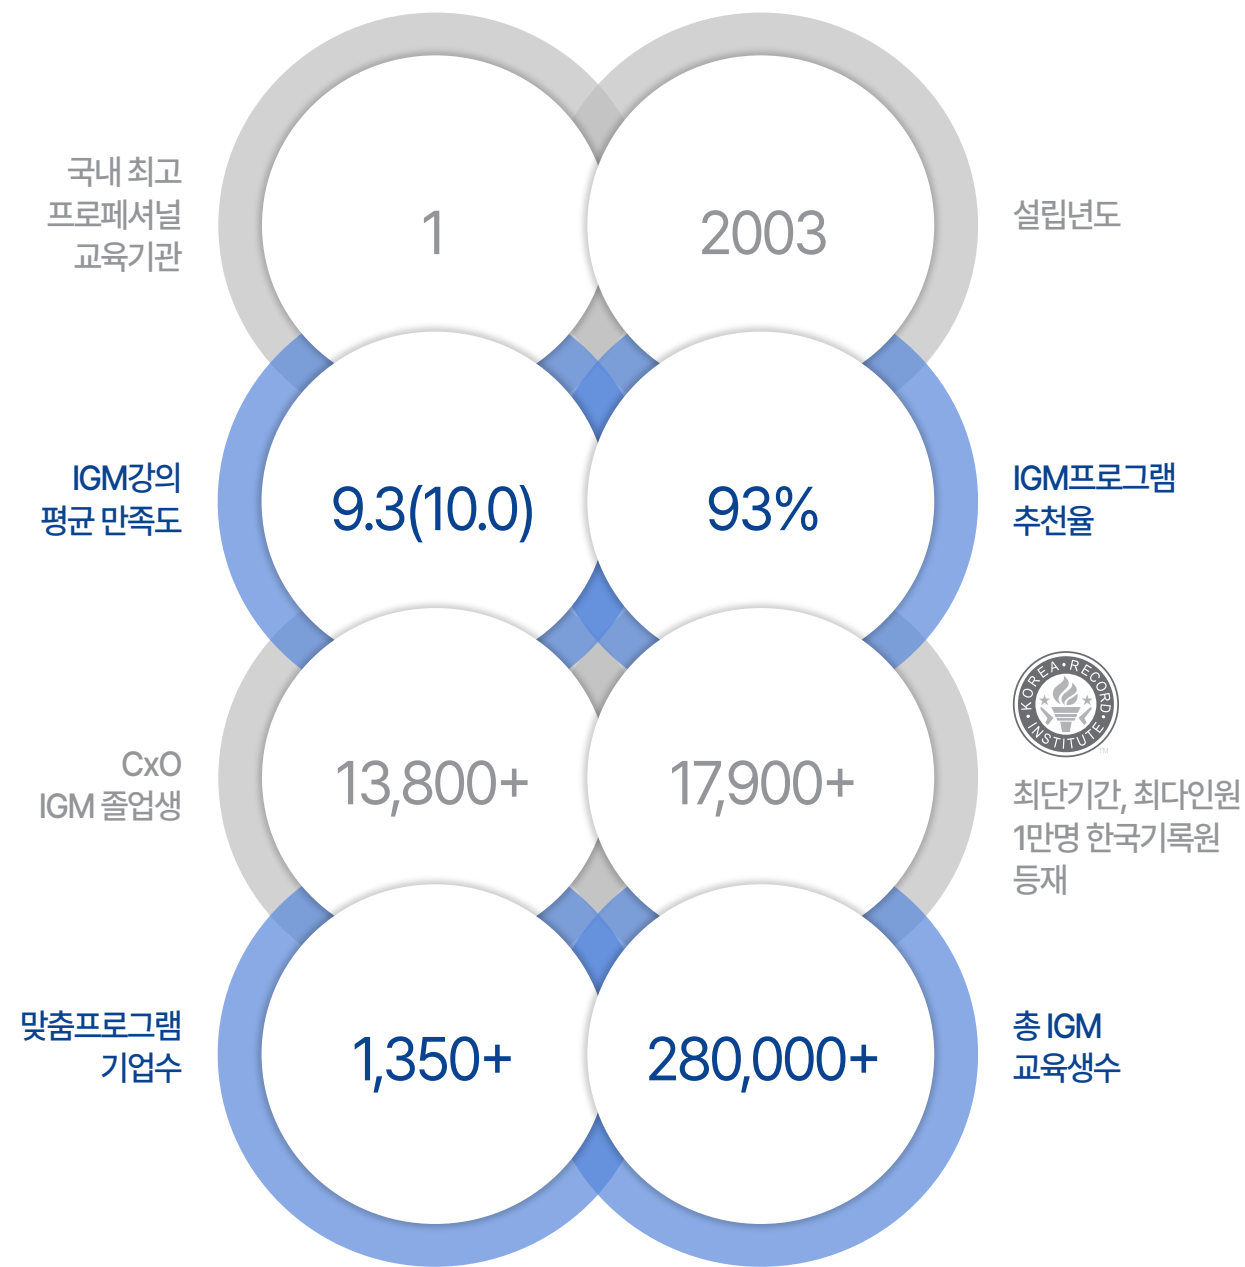 국내 최고
프로페셔널
교육기관
1
2003
설립년도
IGM강의
평균 만족도
9.3(10.0)
93%
IGM프로그램
추천율
CxO
IGM 졸업생
13,800+
17,900+
KOREA • RECORD • INSTITUTE •
TM
최단기간, 최다인원
1만명 한국기록원
등재
맞춤프로그램
기업수
1,350+
280,000+
총 IGM
교육생수